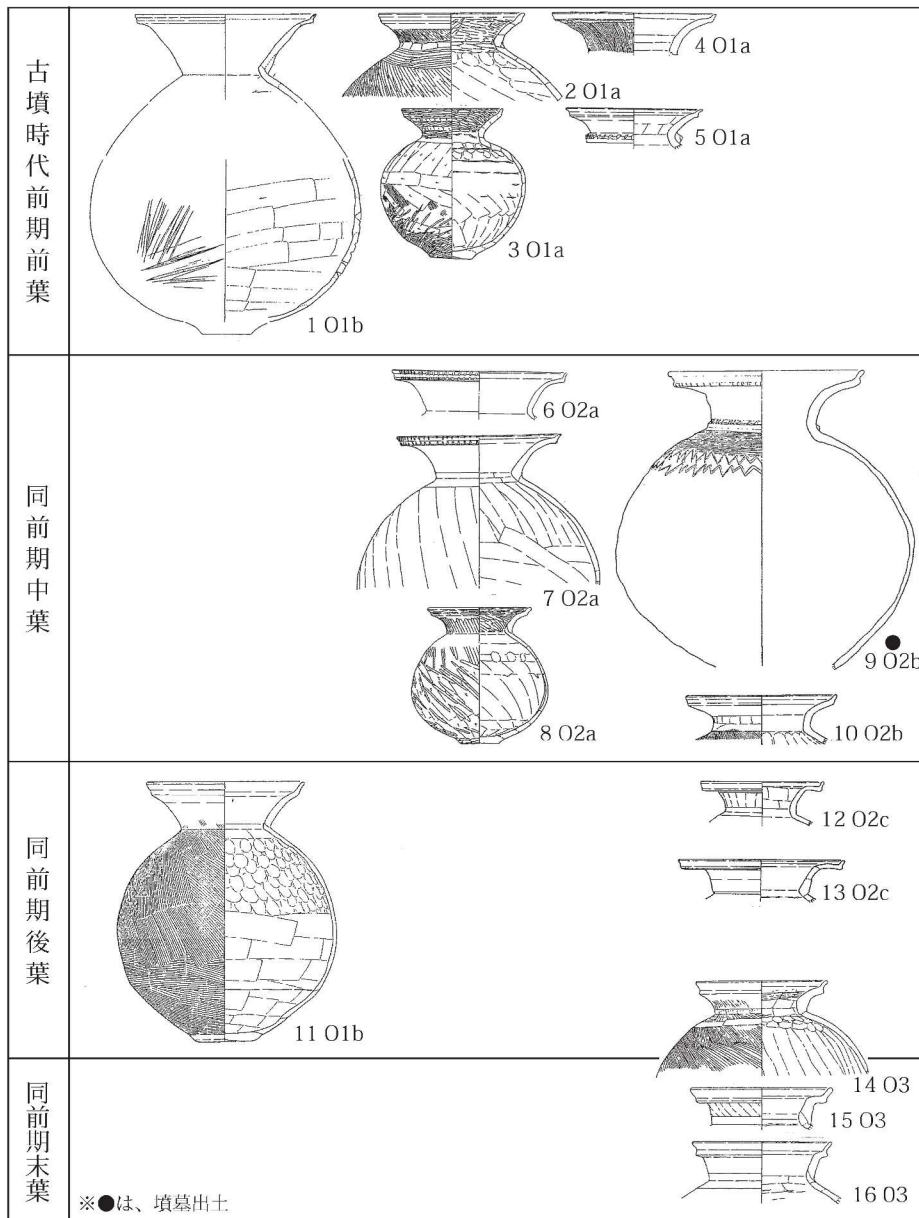 古墳時代前期前葉
1 O1b
2 O1a
3 O1a
4 O1a
5 O1a
同前期中葉
6 O2a
7 O2a
8 O2a
9 O2b
10 O2b
同前期後葉
11 O1b
12 O2c
13 O2c
14 O3
同前期末葉
15 O3
16 O3
※●は、墳墓出土